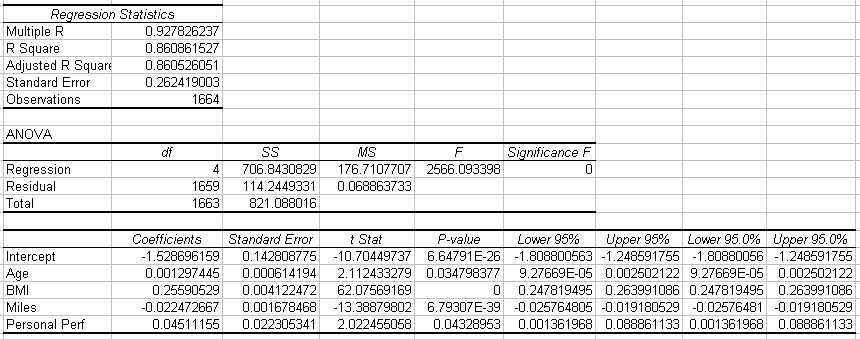 Regression Statistics
Multiple R 0.927826237
R Square 0.860861527
Adjusted R Square 0.860526051
Standard Error 0.262419003
Observations 1664
ANOVA
df SS MS F Significance F
Regression 4 706.8430829 176.7107707 2566.093398 0
Residual 1659 114.2449331 0.068863733
Total 1663 821.088016
Coefficients Standard Error t Stat P-value Lower 95% Upper 95% Lower 95.0% Upper 95.0%
Intercept -1.528696159 0.142808775 -10.70449737 6.64791E-26 -1.808800563 -1.248591755 -1.80880056 -1.248591755
Age 0.001297445 0.000614194 2.112433279 0.034798377 9.27669E-05 0.002502122 9.27669E-05 0.002502122
BMI 0.25590529 0.004122472 62.07569169 0 0.247819495 0.263991086 0.247819495 0.263991086
Miles -0.022472667 0.001678468 -13.38879802 6.79307E-39 -0.025764805 -0.019180529 -0.02576481 -0.019180529
Personal Perf 0.04511155 0.022305341 2.022455058 0.04328953 0.001361968 0.088861133 0.001361968 0.088861133